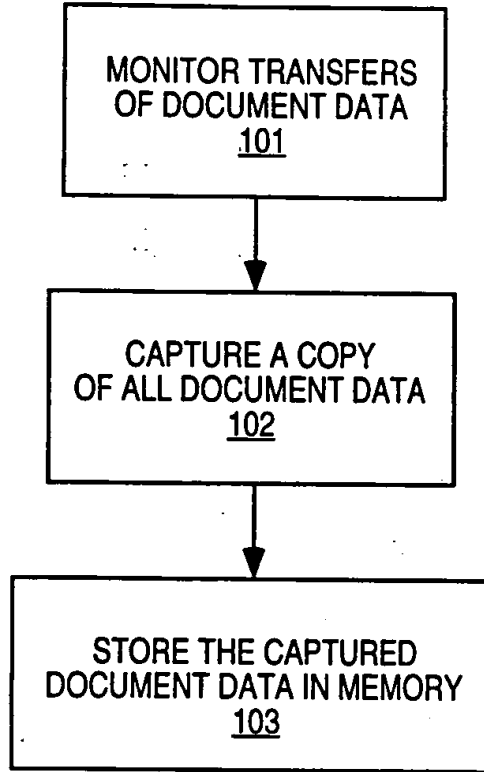 MONITOR TRANSFERS
OF DOCUMENT DATA
101
CAPTURE A COPY
OF ALL DOCUMENT DATA
102
STORE THE CAPTURED
DOCUMENT DATA IN MEMORY
103